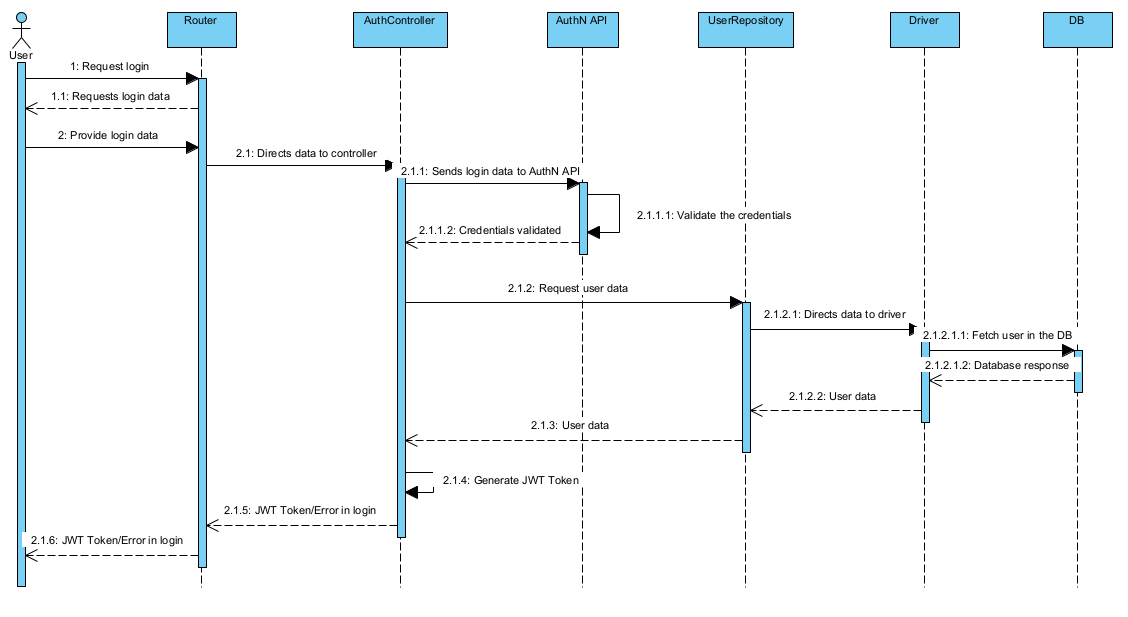 Router
AuthController
AuthN API
UserRepository
Driver
DB
User
1: Request login
1.1: Requests login data
2: Provide login data
2.1: Directs data to controller
2.1.1: Sends login data to AuthN API
2.1.1.1: Validate the credentials
2.1.1.2: Credentials validated
2.1.2: Request user data
2.1.2.1: Directs data to driver
2.1.2.1.1: Fetch user in the DB
2.1.2.1.2: Database response
2.1.2.2: User data
2.1.3: User data
2.1.4: Generate JWT Token
2.1.5: JWT Token/Error in login
2.1.6: JWT Token/Error in login